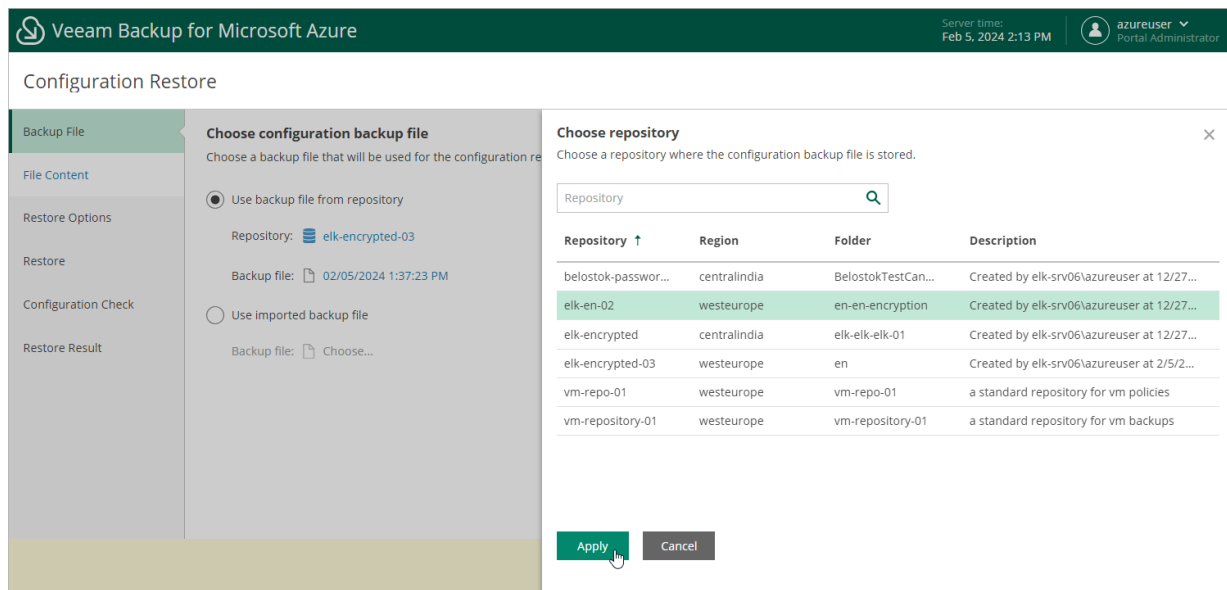 Veeam Backup for Microsoft Azure
Server time:
Feb 5, 2024 2:13 PM
azureuser
Portal Administrator
Configuration Restore
Backup File
File Content
Restore Options
Restore
Configuration Check
Restore Result
Choose configuration backup file
Choose a backup file that will be used for the configuration re
Use backup file from repository
Repository: elk-encrypted-03
Backup file: 02/05/2024 1:37:23 PM
Use imported backup file
Backup file: Choose...
Choose repository
Choose a repository where the configuration backup file is stored.
Repository
Repository Region Folder Description
belostok-passwor... centralindia BelostokTestCan... Created by elk-srv06\azureuser at 12/27...
elk-en-02 westeurope en-en-encryption Created by elk-srv06\azureuser at 12/27...
elk-encrypted centralindia elk-elk-elk-01 Created by elk-srv06\azureuser at 12/27...
elk-encrypted-03 westeurope en Created by elk-srv06\azureuser at 2/5/2...
vm-repo-01 westeurope vm-repo-01 a standard repository for vm policies
vm-repository-01 westeurope vm-repository-01 a standard repository for vm backups
Apply Cancel